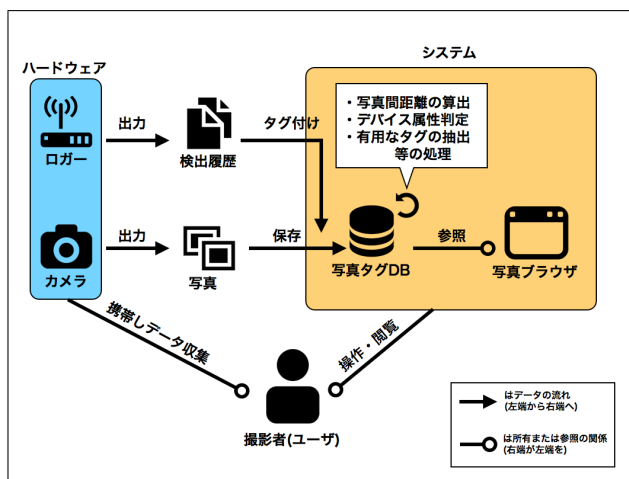 システム
ハードウェア
・写真間距離の算出
・デバイス属性判定
・有用なタグの抽出
等の処理
出力
タグ付け
ロガー
検出履歴
出力
保存
参照
カメラ
写真
写真タグDB
写真ブラウザ
携帯しデータ収集
操作・閲覧
撮影者(ユーザ)
はデータの流れ
(左端から右端へ)
は所有または参照の関係
(右端が左端を)